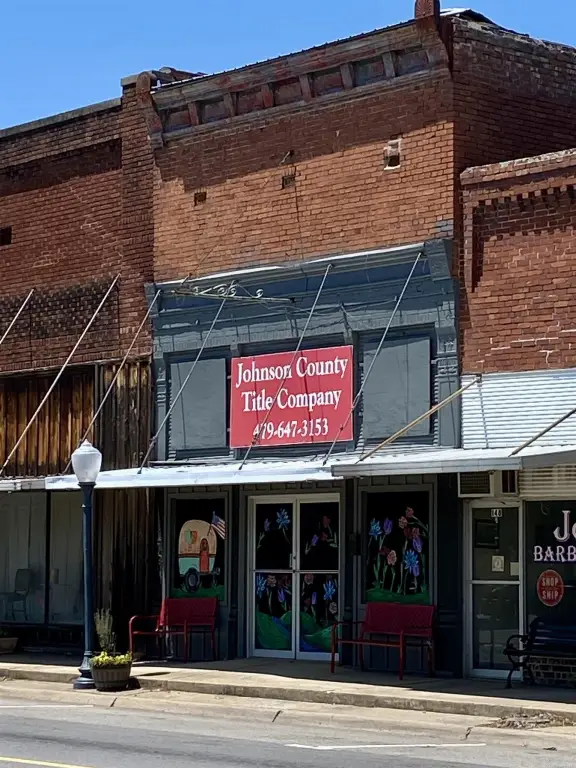 Johnson County
Title Company
479-647-3153
BARB
SHOP
SHIP